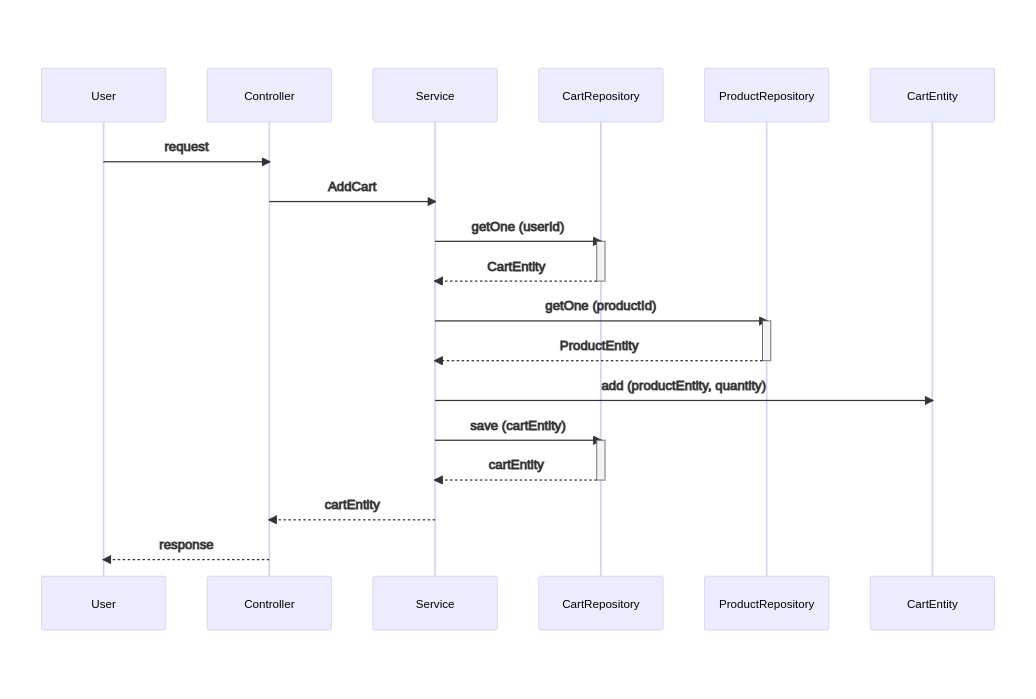 User
Controller
Service
CartRepository
ProductRepository
CartEntity
request
AddCart
getOne (userId)
CartEntity
getOne (productId)
ProductEntity
add (productEntity, quantity)
save (cartEntity)
cartEntity
cartEntity
response
User
Controller
Service
CartRepository
ProductRepository
CartEntity